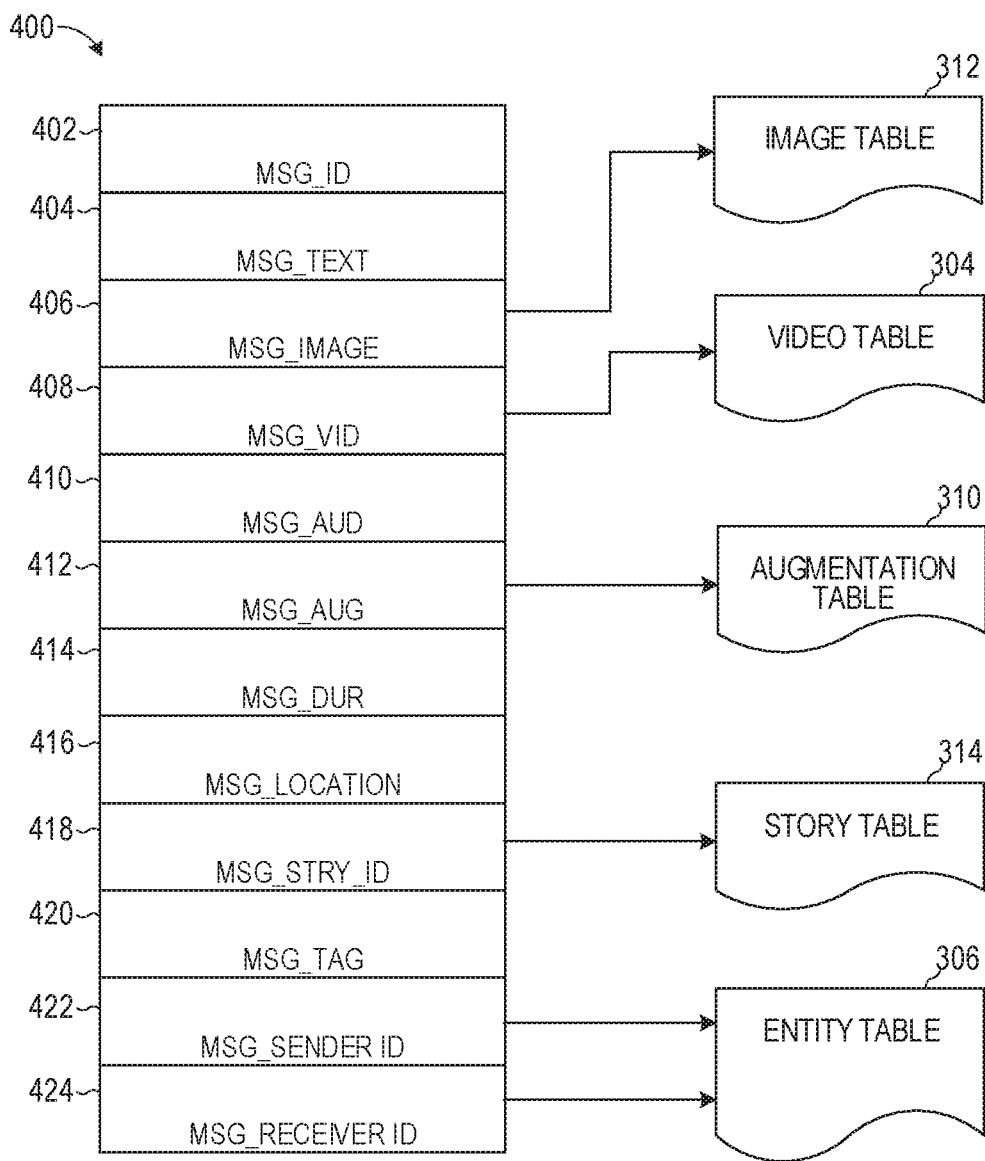 400
402
MSG_ID
404
MSG_TEXT
406
MSG_IMAGE
408
MSG_VID
410
MSG_AUD
412
MSG_AUG
414
MSG_DUR
416
MSG_LOCATION
418
MSG_STRY_ID
420
MSG_TAG
422
MSG_SENDER ID
424
MSG_RECEIVER ID
312
IMAGE TABLE
304
VIDEO TABLE
310
AUGMENTATION
TABLE
314
STORY TABLE
306
ENTITY TABLE